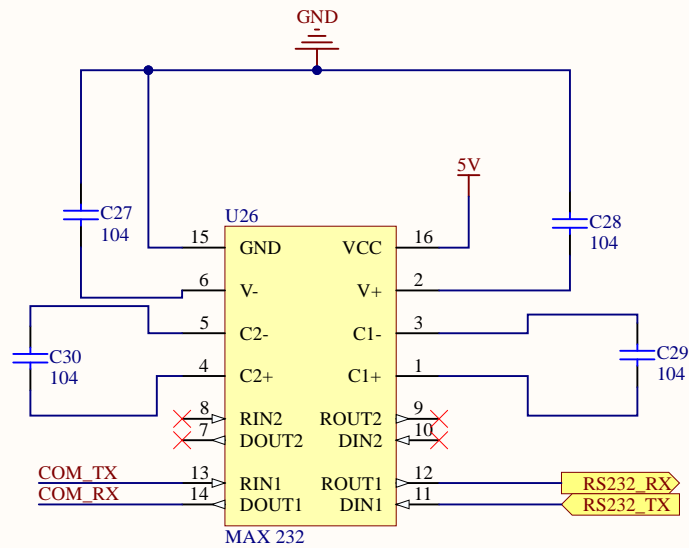 GND
5V
C27
104
C28
104
U26
15 GND VCC 16
6 V- V+ 2
5 C2- C1- 3
4 C2+ C1+ 1
C30
104
C29
104
8 RIN2 ROUT2 9
7 DOUT2 DIN2 10
COM_TX 13 RIN1 ROUT1 12 RS232_RX
COM_RX 14 DOUT1 DIN1 11 RS232_TX
MAX 232